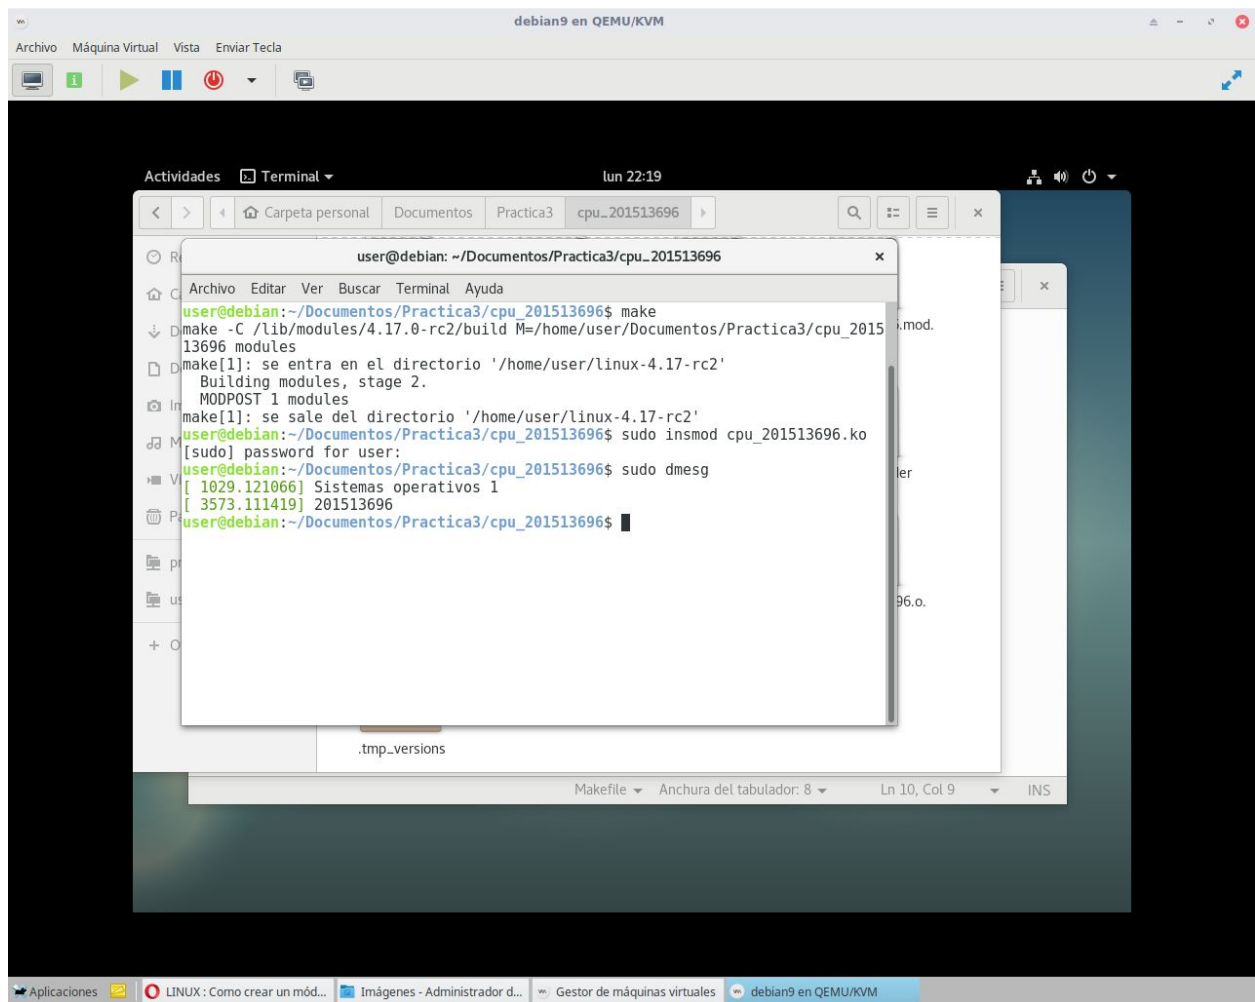 debian9 en QEMU/KVM
Archivo Máquina Virtual Vista Enviar Tecla
Actividades Terminal lun 22:19
Carpeta personal Documentos Practica3 cpu_201513696
user@debian: ~/Documentos/Practica3/cpu_201513696
Archivo Editar Ver Buscar Terminal Ayuda
user@debian:~/Documentos/Practica3/cpu_201513696$ make
make -C /lib/modules/4.17.0-rc2/build M=/home/user/Documentos/Practica3/cpu_2015
13696 modules
make[1]: se entra en el directorio '/home/user/linux-4.17-rc2'
Building modules, stage 2.
MODPOST 1 modules
make[1]: se sale del directorio '/home/user/linux-4.17-rc2'
user@debian:~/Documentos/Practica3/cpu_201513696$ sudo insmod cpu_201513696.ko
[sudo] password for user:
user@debian:~/Documentos/Practica3/cpu_201513696$ sudo dmesg
[ 1029.121066] Sistemas operativos 1
[ 3573.111419] 201513696
user@debian:~/Documentos/Practica3/cpu_201513696$
.mod.
96.o.
.tmp_versions
Makefile Anchura del tabulador: 8 Ln 10, Col 9 INS
Aplicaciones LINUX : Como crear un mód... Imágenes - Administrador d... Gestor de máquinas virtuales debian9 en QEMU/KVM